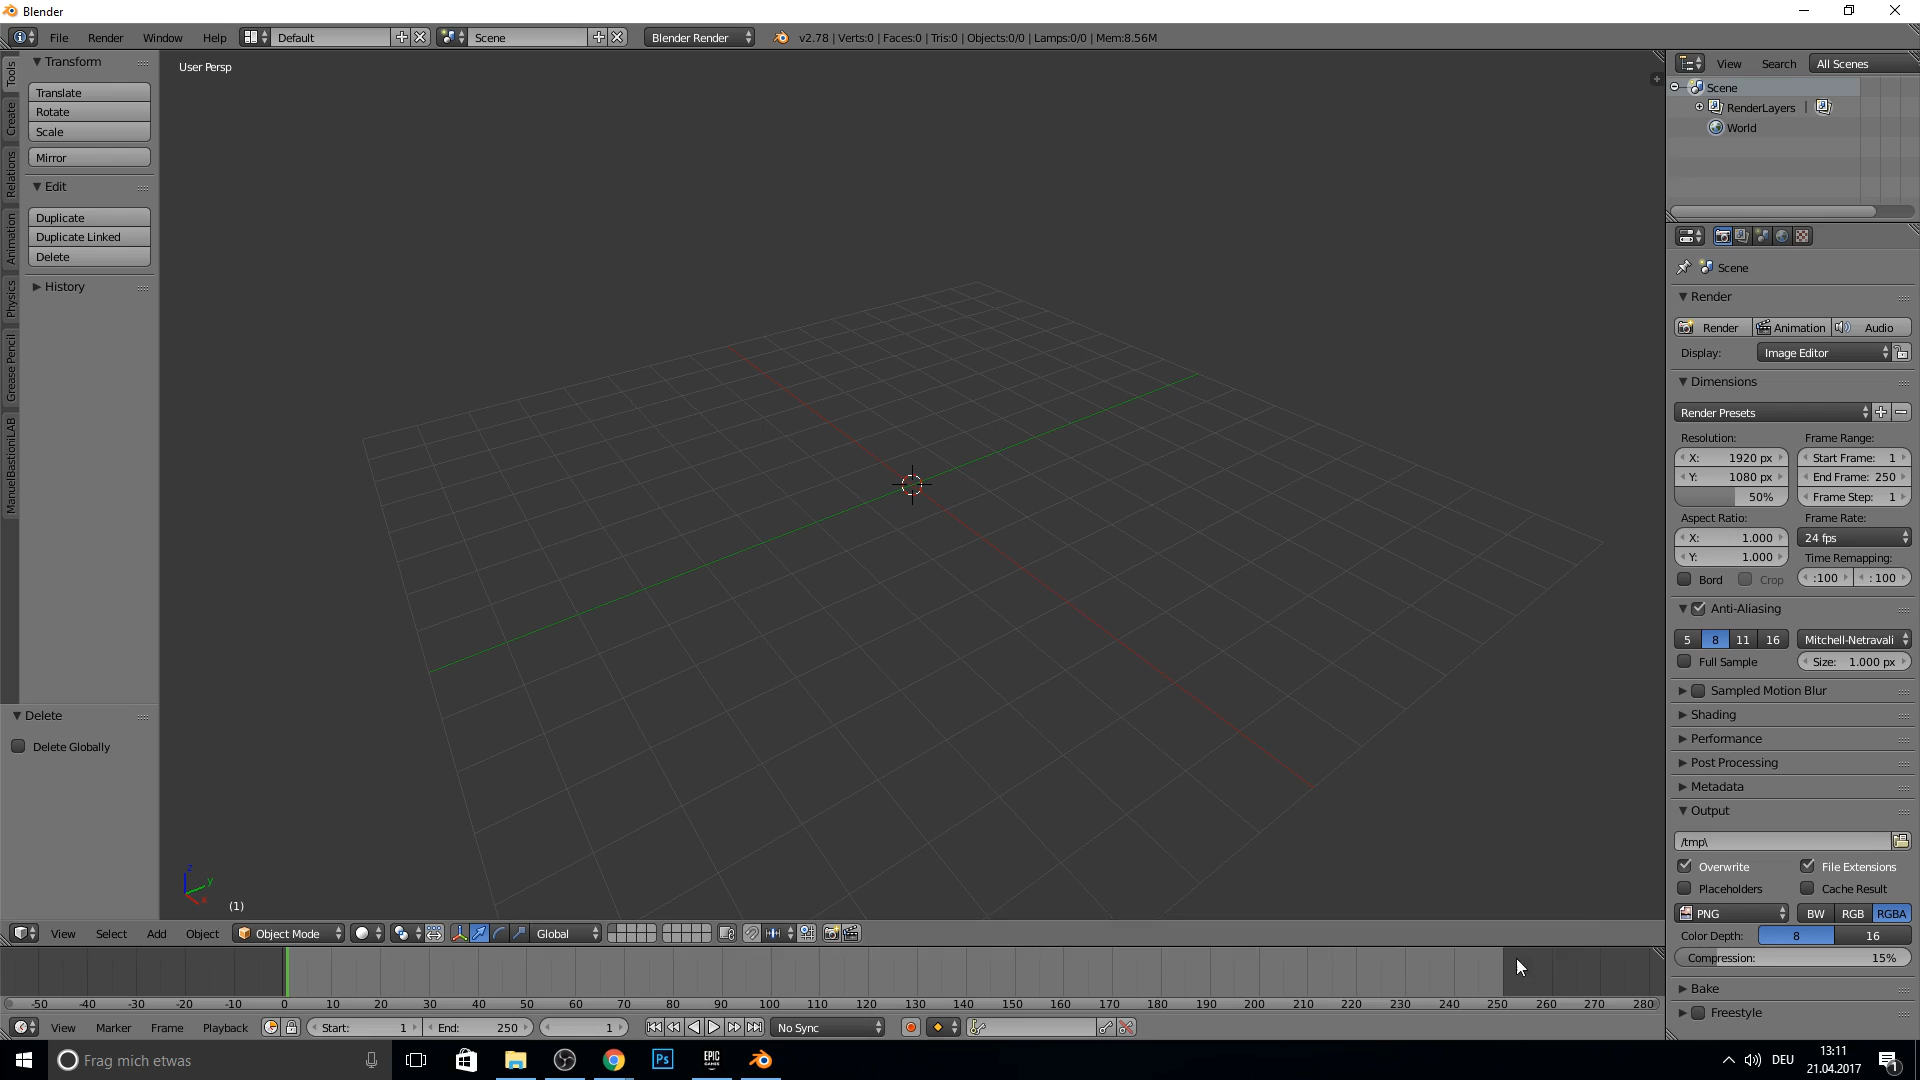 Blender
File Render Window Help Default Scene Blender Render v2.78 | Verts:0 | Faces:0 | Tris:0 | Objects:0/0 | Lamps:0/0 | Mem:8.56M
Tools
Create
Relations
Animation
Physics
Grease Pencil
ManuelBastioniLAB
Transform
Translate
Rotate
Scale
Mirror
Edit
Duplicate
Duplicate Linked
Delete
History
Delete
Delete Globally
User Persp
z
y
x
(1)
View Select Add Object Object Mode Global
-50 -40 -30 -20 -10 0 10 20 30 40 50 60 70 80 90 100 110 120 130 140 150 160 170 180 190 200 210 220 230 240 250 260 270 280
View Marker Frame Playback Start: 1 End: 250 1 No Sync
View Search All Scenes
Scene
RenderLayers |
World
Scene
Render
Render Animation Audio
Display: Image Editor
Dimensions
Render Presets
Resolution: Frame Range:
X: 1920 px Start Frame: 1
Y: 1080 px End Frame: 250
50% Frame Step: 1
Aspect Ratio: Frame Rate:
X: 1.000 24 fps
Y: 1.000 Time Remapping:
Bord Crop :100 : 100
Anti-Aliasing
5 8 11 16 Mitchell-Netravali
Full Sample Size: 1.000 px
Sampled Motion Blur
Shading
Performance
Post Processing
Metadata
Output
/tmp\
Overwrite File Extensions
Placeholders Cache Result
PNG BW RGB RGBA
Color Depth: 8 16
Compression: 15%
Bake
Freestyle
Frag mich etwas Ps EPIC GAMES DEU 13:11
21.04.2017 1